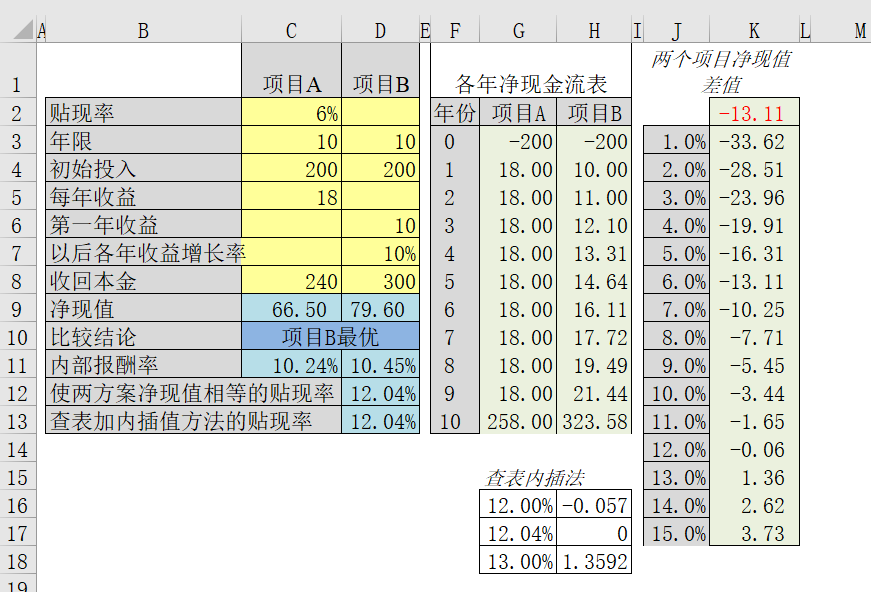 A B C D E F G H I J K L M
两个项目净现值
1 项目A 项目B 各年净现金流表 差值
2 贴现率 6% 年份 项目A 项目B -13.11
3 年限 10 10 0 -200 -200 1.0% -33.62
4 初始投入 200 200 1 18.00 10.00 2.0% -28.51
5 每年收益 18 2 18.00 11.00 3.0% -23.96
6 第一年收益 10 3 18.00 12.10 4.0% -19.91
7 以后各年收益增长率 10% 4 18.00 13.31 5.0% -16.31
8 收回本金 240 300 5 18.00 14.64 6.0% -13.11
9 净现值 66.50 79.60 6 18.00 16.11 7.0% -10.25
10 比较结论 项目B最优 7 18.00 17.72 8.0% -7.71
11 内部报酬率 10.24% 10.45% 8 18.00 19.49 9.0% -5.45
12 使两方案净现值相等的贴现率 12.04% 9 18.00 21.44 10.0% -3.44
13 查表加内插值方法的贴现率 12.04% 10 258.00 323.58 11.0% -1.65
14 12.0% -0.06
15 查表内插法 13.0% 1.36
16 12.00% -0.057 14.0% 2.62
17 12.04% 0 15.0% 3.73
18 13.00% 1.3592
19